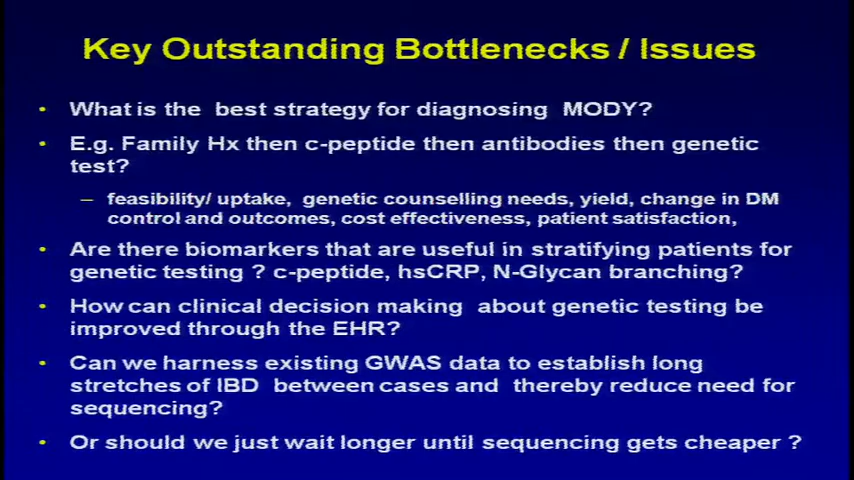 Key Outstanding Bottlenecks / Issues
• What is the best strategy for diagnosing MODY?
• E.g. Family Hx then c-peptide then antibodies then genetic
test?
– feasibility/ uptake, genetic counselling needs, yield, change in DM
control and outcomes, cost effectiveness, patient satisfaction,
• Are there biomarkers that are useful in stratifying patients for
genetic testing ? c-peptide, hsCRP, N-Glycan branching?
• How can clinical decision making about genetic testing be
improved through the EHR?
• Can we harness existing GWAS data to establish long
stretches of IBD between cases and thereby reduce need for
sequencing?
• Or should we just wait longer until sequencing gets cheaper ?